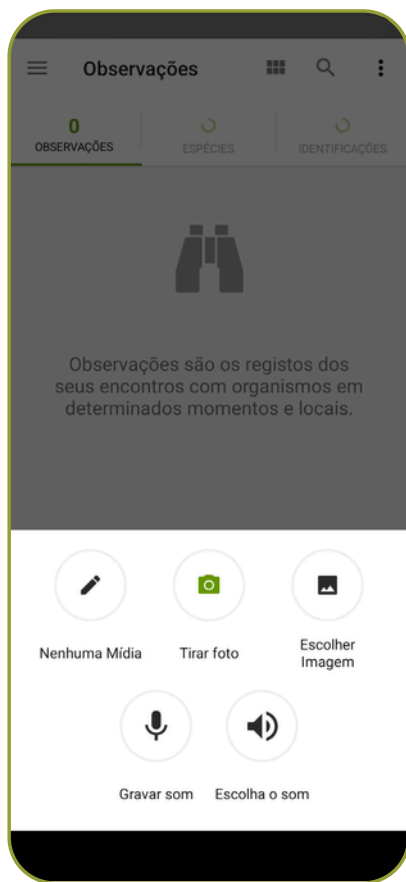 Observações
0
OBSERVAÇÕES
ESPÉCIES
IDENTIFICAÇÕES
Observações são os registos dos
seus encontros com organismos em
determinados momentos e locais.
Nenhuma Mídia
Tirar foto
Escolher
Imagem
Gravar som
Escolha o som